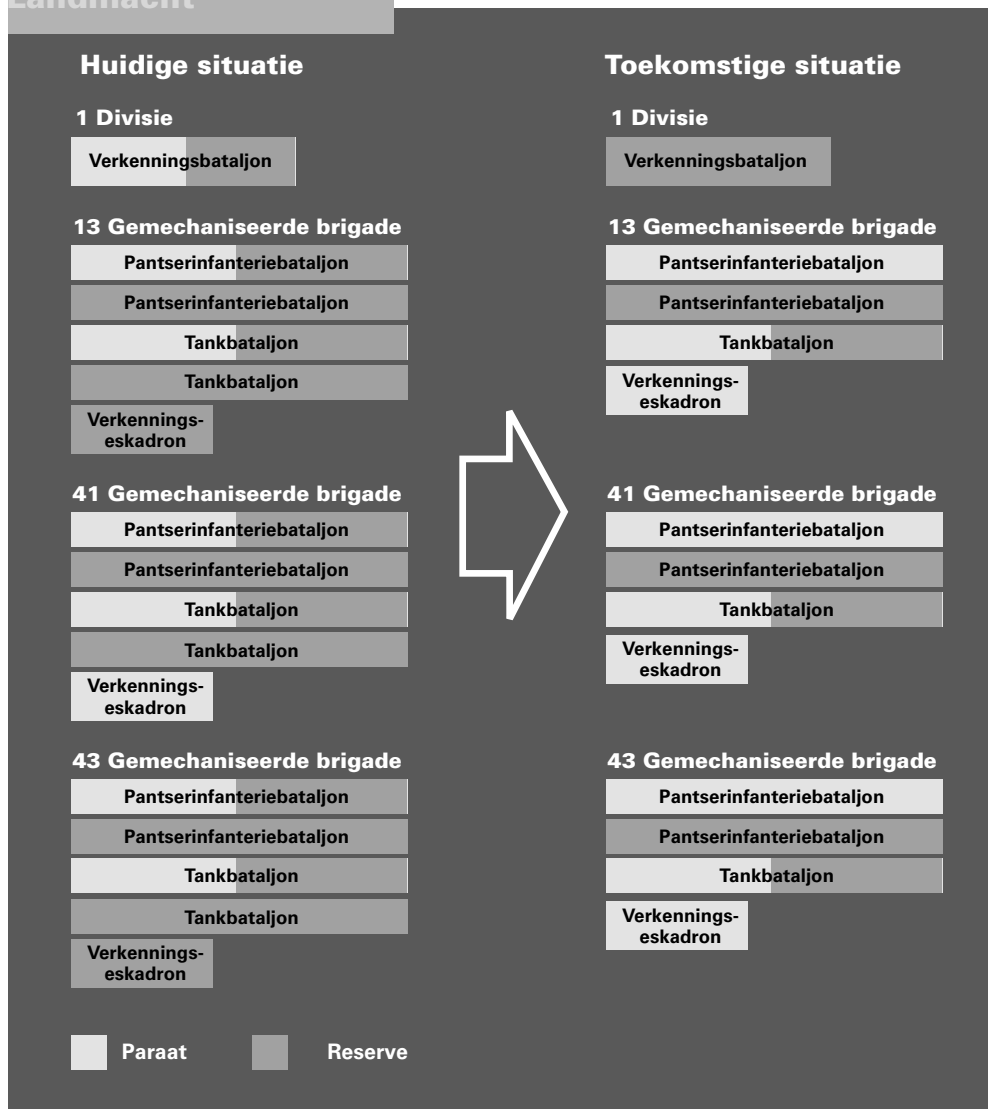 Landmacht
Huidige situatie
1 Divisie
Verkenningsbataljon
13 Gemechaniseerde brigade
Pantserinfanteriebataljon
Pantserinfanteriebataljon
Tankbataljon
Tankbataljon
Verkennings-
eskadron
41 Gemechaniseerde brigade
Pantserinfanteriebataljon
Pantserinfanteriebataljon
Tankbataljon
Tankbataljon
Verkennings-
eskadron
43 Gemechaniseerde brigade
Pantserinfanteriebataljon
Pantserinfanteriebataljon
Tankbataljon
Tankbataljon
Verkennings-
eskadron
Toekomstige situatie
1 Divisie
Verkenningsbataljon
13 Gemechaniseerde brigade
Pantserinfanteriebataljon
Pantserinfanteriebataljon
Tankbataljon
Verkennings-
eskadron
41 Gemechaniseerde brigade
Pantserinfanteriebataljon
Pantserinfanteriebataljon
Tankbataljon
Verkennings-
eskadron
43 Gemechaniseerde brigade
Pantserinfanteriebataljon
Pantserinfanteriebataljon
Tankbataljon
Verkennings-
eskadron
Paraat
Reserve